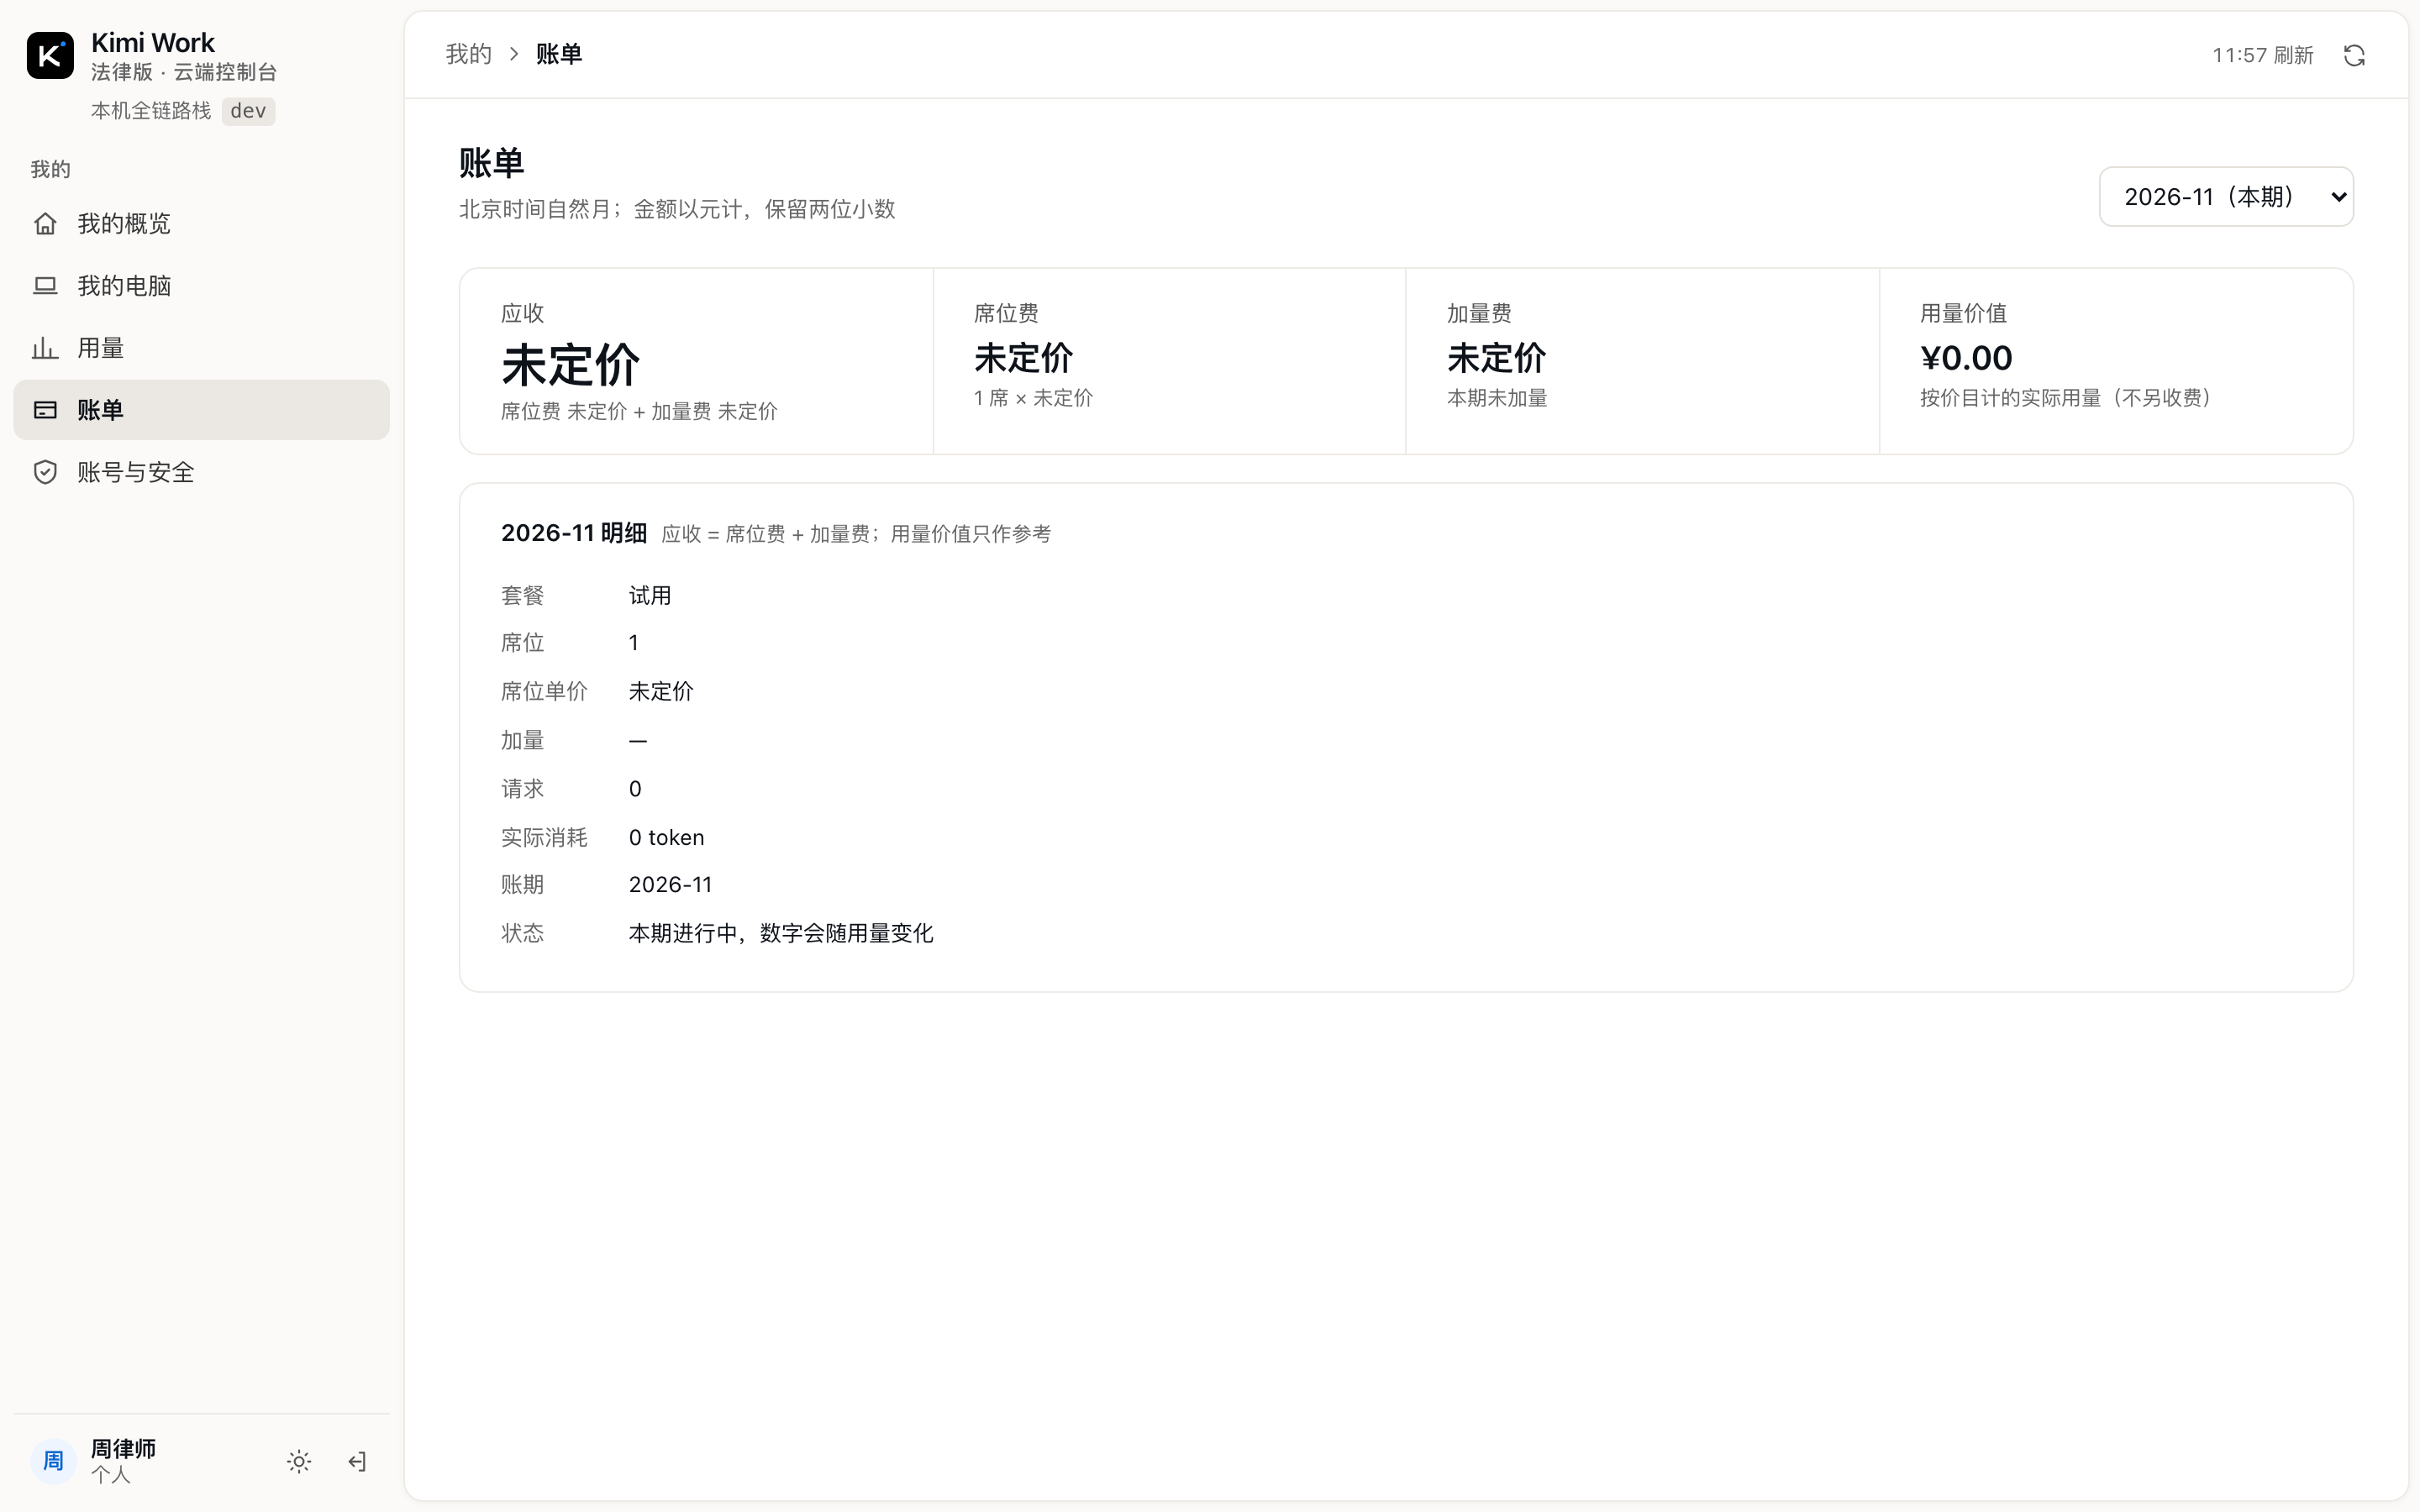 Kimi Work
法律版 · 云端控制台
本机全链路栈 dev
我的
我的概览
我的电脑
用量
账单
账号与安全
周 周律师
个人
我的 > 账单
11:57 刷新
账单
北京时间自然月；金额以元计，保留两位小数
2026-11（本期）
应收
未定价
席位费 未定价 + 加量费 未定价
席位费
未定价
1 席 × 未定价
加量费
未定价
本期未加量
用量价值
¥0.00
按价目计的实际用量（不另收费）
2026-11 明细 应收 = 席位费 + 加量费；用量价值只作参考
套餐 试用
席位 1
席位单价 未定价
加量 —
请求 0
实际消耗 0 token
账期 2026-11
状态 本期进行中，数字会随用量变化